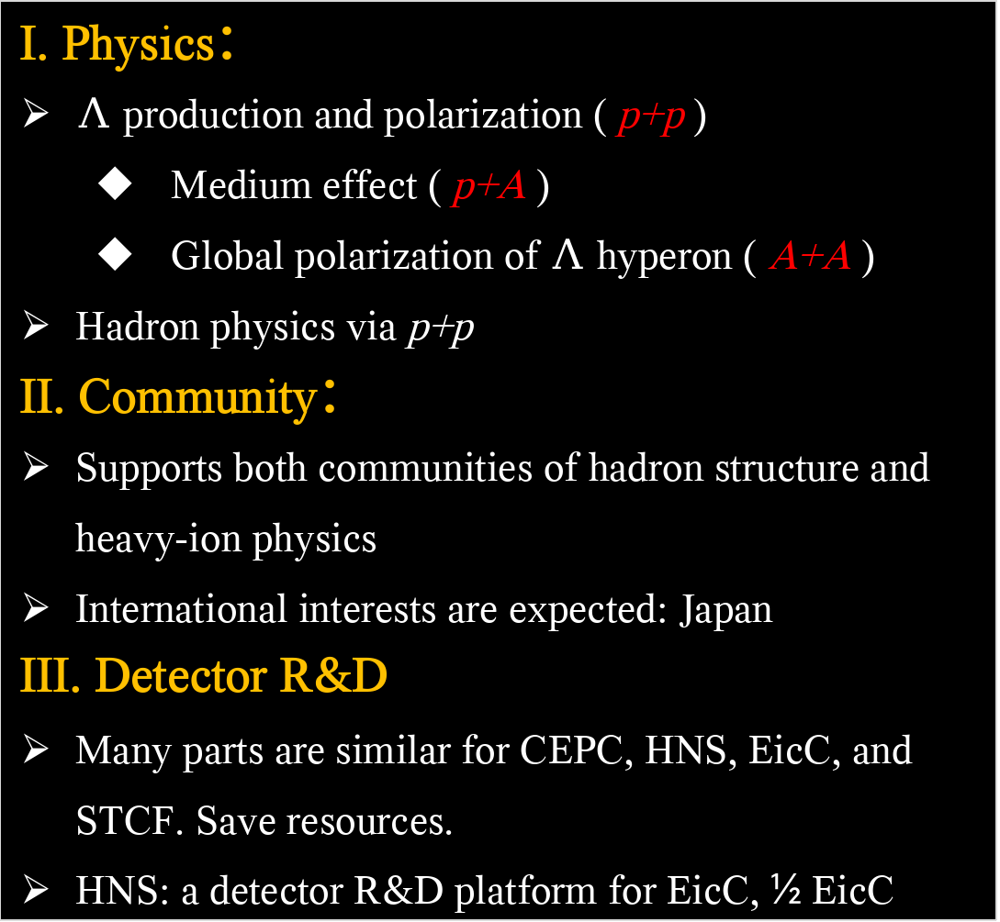 I. Physics:
➢ Λ production and polarization ( p+p )
◆ Medium effect ( p+A )
◆ Global polarization of Λ hyperon ( A+A )
➢ Hadron physics via p+p
II. Community:
➢ Supports both communities of hadron structure and
heavy-ion physics
➢ International interests are expected: Japan
III. Detector R&D
➢ Many parts are similar for CEPC, HNS, EicC, and
STCF. Save resources.
➢ HNS: a detector R&D platform for EicC, ½ EicC